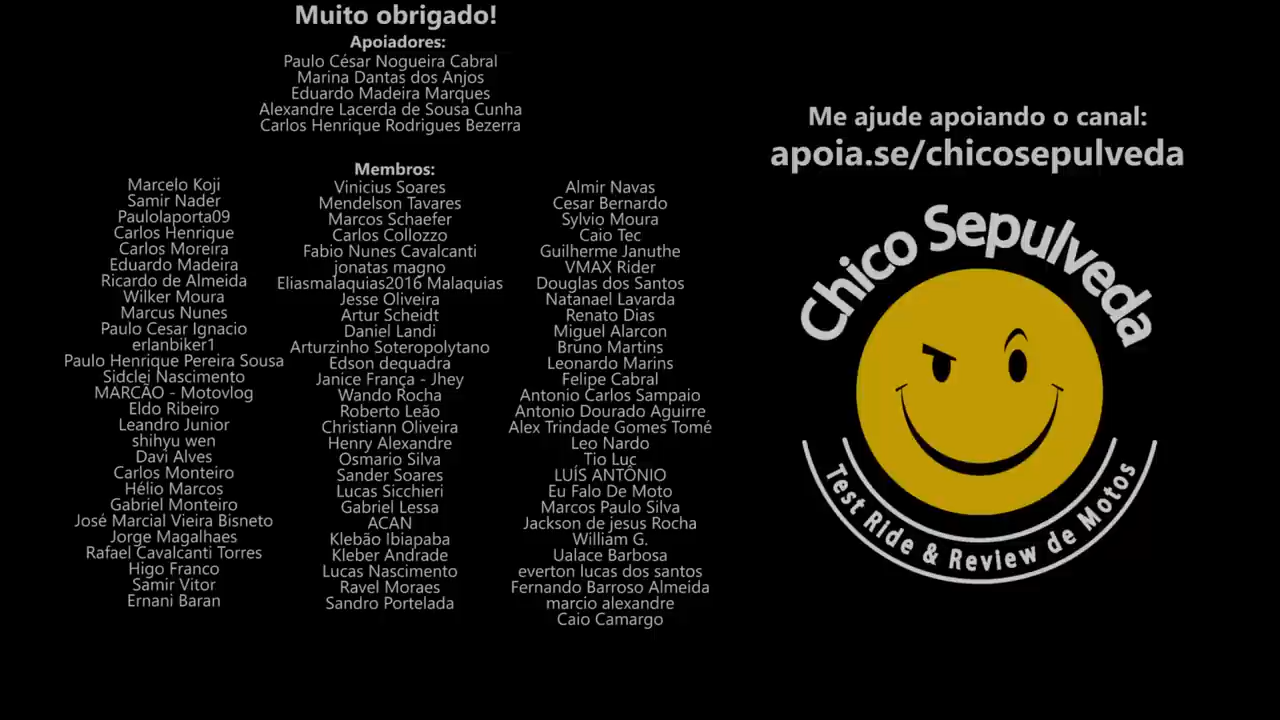 Muito obrigado!
Apoiadores:
Paulo César Nogueira Cabral
Marina Dantas dos Anjos
Eduardo Madeira Marques
Alexandre Lacerda de Sousa Cunha
Carlos Henrique Rodrigues Bezerra
Membros:
Marcelo Koji
Samir Nader
Paulolaporta09
Carlos Henrique
Carlos Moreira
Eduardo Madeira
Ricardo de Almeida
Wilker Moura
Marcus Nunes
Paulo Cesar Ignacio
erlanbiker1
Paulo Henrique Pereira Sousa
Sidclei Nascimento
MARCÃO - Motovlog
Eldo Ribeiro
Leandro Junior
shihyu wen
Davi Alves
Carlos Monteiro
Hélio Marcos
Gabriel Monteiro
José Marcial Vieira Bisneto
Jorge Magalhaes
Rafael Cavalcanti Torres
Higo Franco
Samir Vitor
Ernani Baran
Vinicius Soares
Mendelson Tavares
Marcos Schaefer
Carlos Collozzo
Fabio Nunes Cavalcanti
jonatas magno
Eliasmalaquias2016 Malaquias
Jesse Oliveira
Artur Scheidt
Daniel Landi
Arturzinho Soteropolytano
Edson dequadra
Janice França - Jhey
Wando Rocha
Roberto Leão
Christiann Oliveira
Henry Alexandre
Osmario Silva
Sander Soares
Lucas Sicchieri
Gabriel Lessa
ACAN
Klebão Ibiapaba
Kleber Andrade
Lucas Nascimento
Ravel Moraes
Sandro Portelada
Almir Navas
Cesar Bernardo
Sylvio Moura
Caio Tec
Guilherme Januthe
VMAX Rider
Douglas dos Santos
Natanael Lavarda
Renato Dias
Miguel Alarcon
Bruno Martins
Leonardo Marins
Felipe Cabral
Antonio Carlos Sampaio
Antonio Dourado Aguirre
Alex Trindade Gomes Tomé
Leo Nardo
Tio Luc
LUÍS ANTÔNIO
Eu Falo De Moto
Marcos Paulo Silva
Jackson de jesus Rocha
William G.
Ualace Barbosa
everton lucas dos santos
Fernando Barroso Almeida
marcio alexandre
Caio Camargo
Me ajude apoiando o canal:
apoia.se/chicosepulveda
Chico Sepulveda
Test Ride & Review de Motos